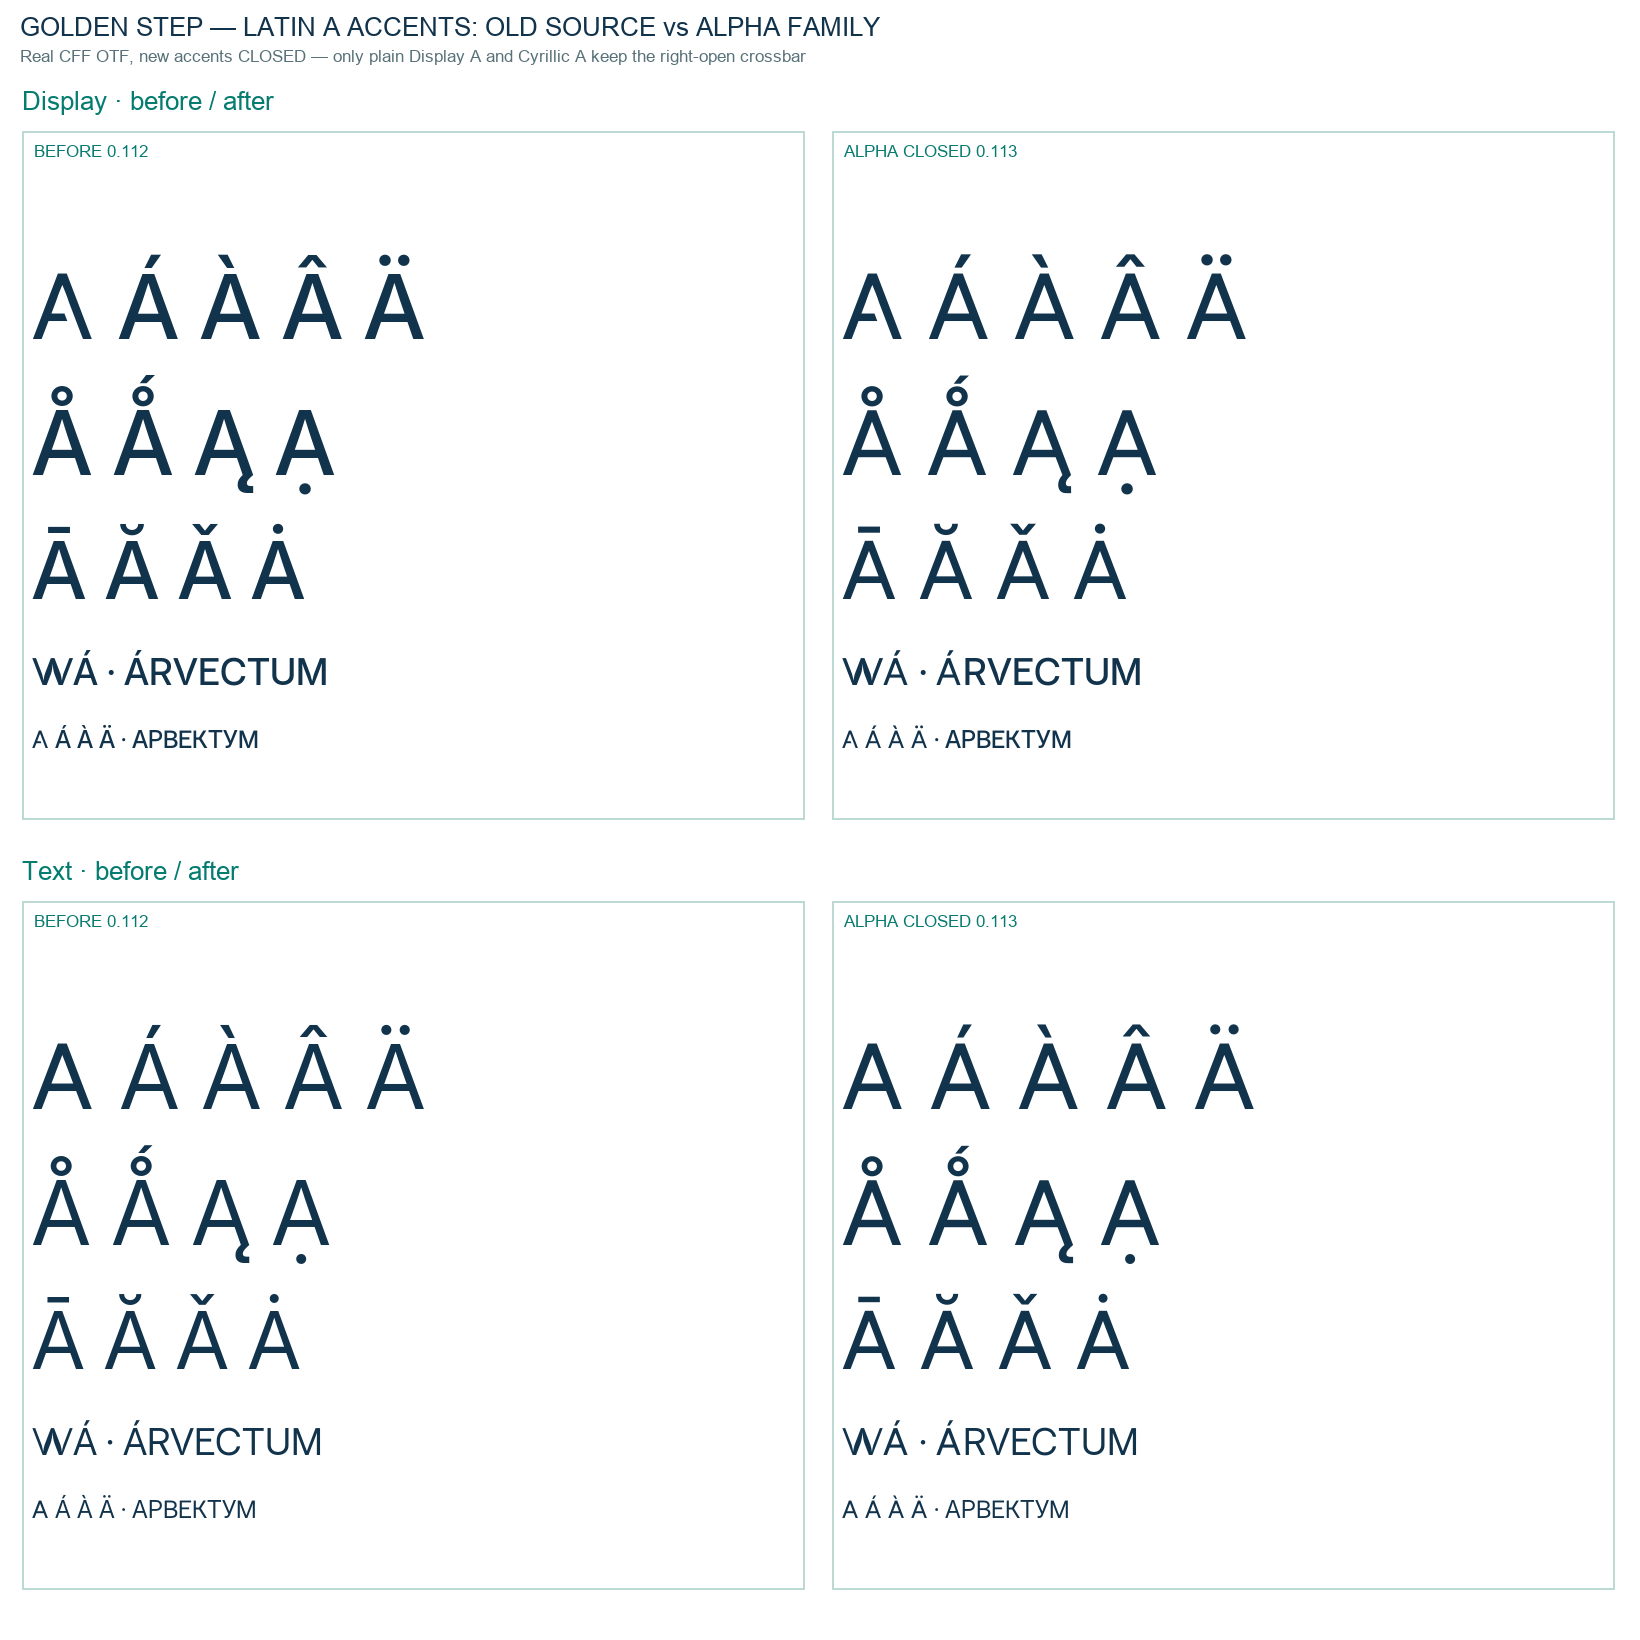 GOLDEN STEP — LATIN A ACCENTS: OLD SOURCE vs ALPHA FAMILY
Real CFF OTF, new accents CLOSED — only plain Display A and Cyrillic A keep the right-open crossbar
Display · before / after
BEFORE 0.112
A Á À Â Ä
Å Ǻ Ą Ạ
Ā Ă Ǎ Ȧ
WÁ · ÁRVECTUM
A Á À Ä · АРВЕКТУМ
ALPHA CLOSED 0.113
A Á À Â Ä
Å Ǻ Ą Ạ
Ā Ă Ǎ Ȧ
WÁ · ÁRVECTUM
A Á À Ä · АРВЕКТУМ
Text · before / after
BEFORE 0.112
A Á À Â Ä
Å Ǻ Ą Ạ
Ā Ă Ǎ Ȧ
WÁ · ÁRVECTUM
A Á À Ä · АРВЕКТУМ
ALPHA CLOSED 0.113
A Á À Â Ä
Å Ǻ Ą Ạ
Ā Ă Ǎ Ȧ
WÁ · ÁRVECTUM
A Á À Ä · АРВЕКТУМ